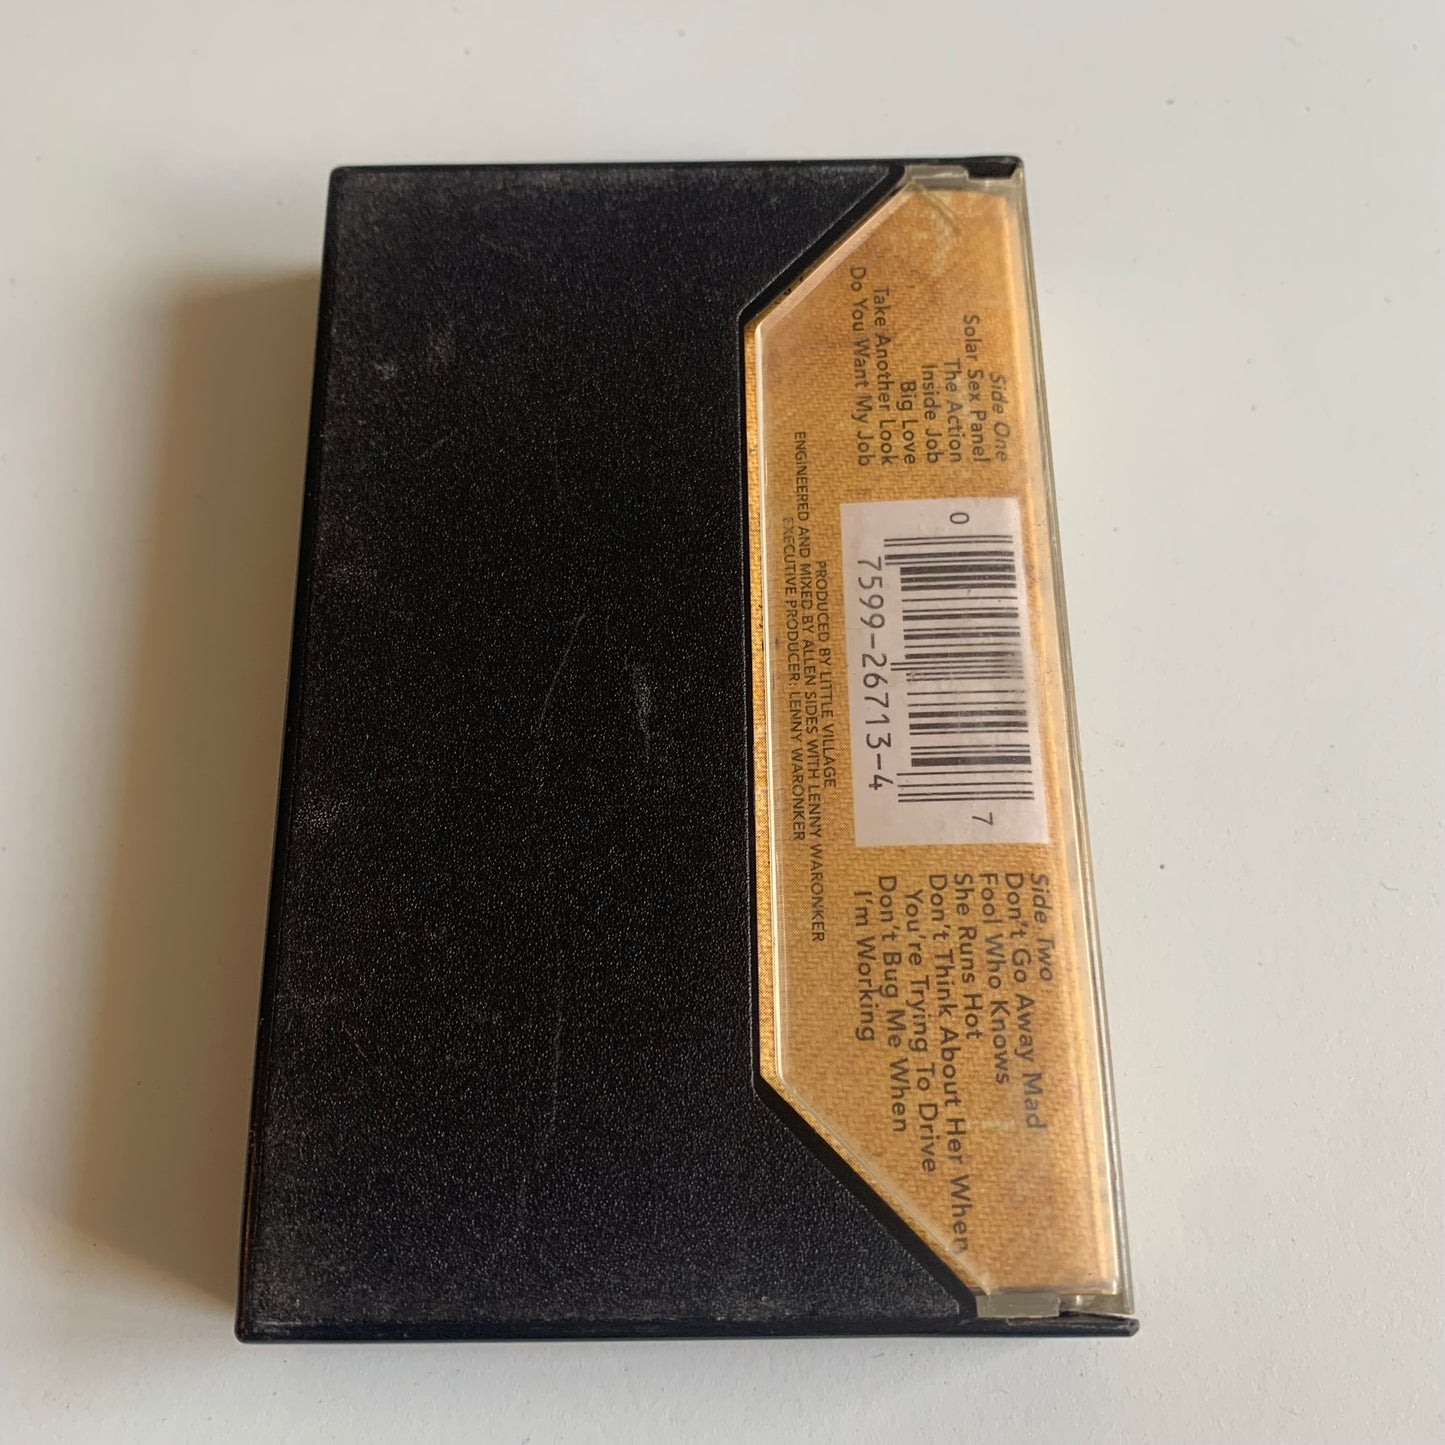 Side One
Solar Sex Panel
The Action
Inside Job
Big Love
Take Another Look
Do You Want My Job
0 7599-26713-4 7
PRODUCED BY LITTLE VILLAGE
ENGINEERED AND MIXED BY ALLEN SIDES WITH LENNY WARONKER
EXECUTIVE PRODUCER: LENNY WARONKER
Side Two
Don't Go Away Mad
Fool Who Knows
She Runs Hot
Don't Think About Her When
You're Trying To Drive
Don't Bug Me When
I'm Working